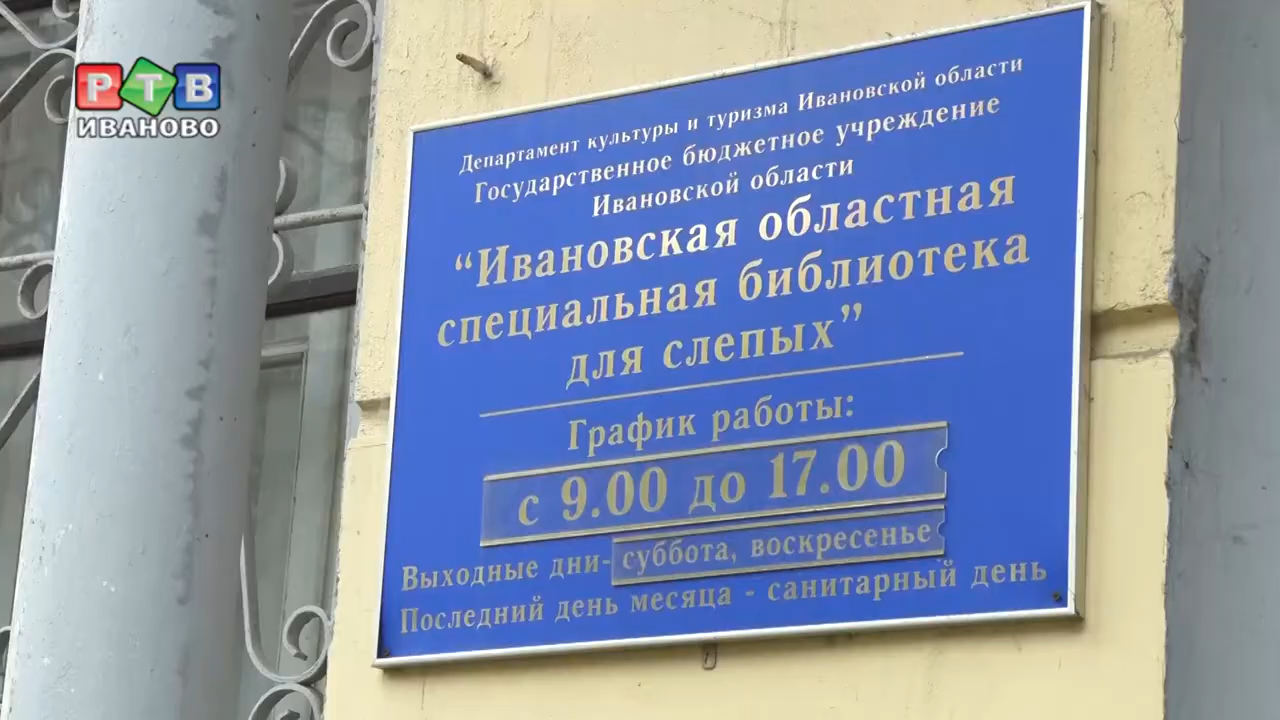 РТВ
ИВАНОВО
Департамент культуры и туризма Ивановской области
Государственное бюджетное учреждение
Ивановской области
“Ивановская областная
специальная библиотека
для слепых”
График работы:
с 9.00 до 17.00
Выходные дни- суббота, воскресенье
Последний день месяца - санитарный день